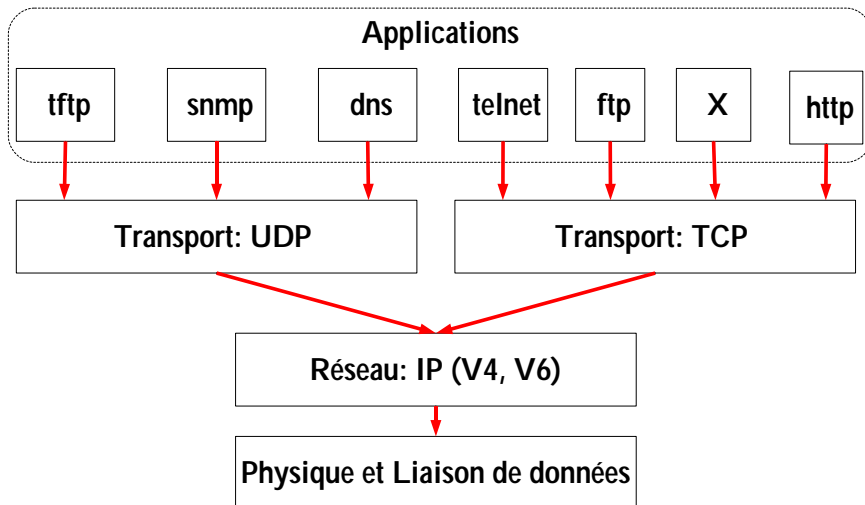 Applications
tftp
snmp
dns
telnet
ftp
X
http
Transport: UDP
Transport: TCP
Réseau: IP (V4, V6)
Physique et Liaison de données